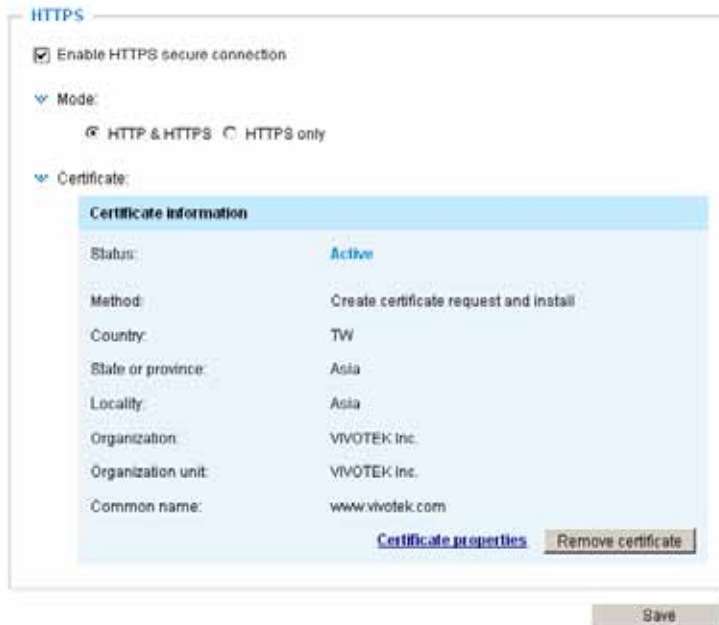 HTTPS
Enable HTTPS secure connection
Mode:
HTTP & HTTPS HTTPS only
Certificate:
Certificate information
Status: Active
Method: Create certificate request and install
Country: TW
State or province: Asia
Locality: Asia
Organization: VIVOTEK Inc.
Organization unit: VIVOTEK Inc.
Common name: www.vivotek.com
Certificate properties Remove certificate
Save